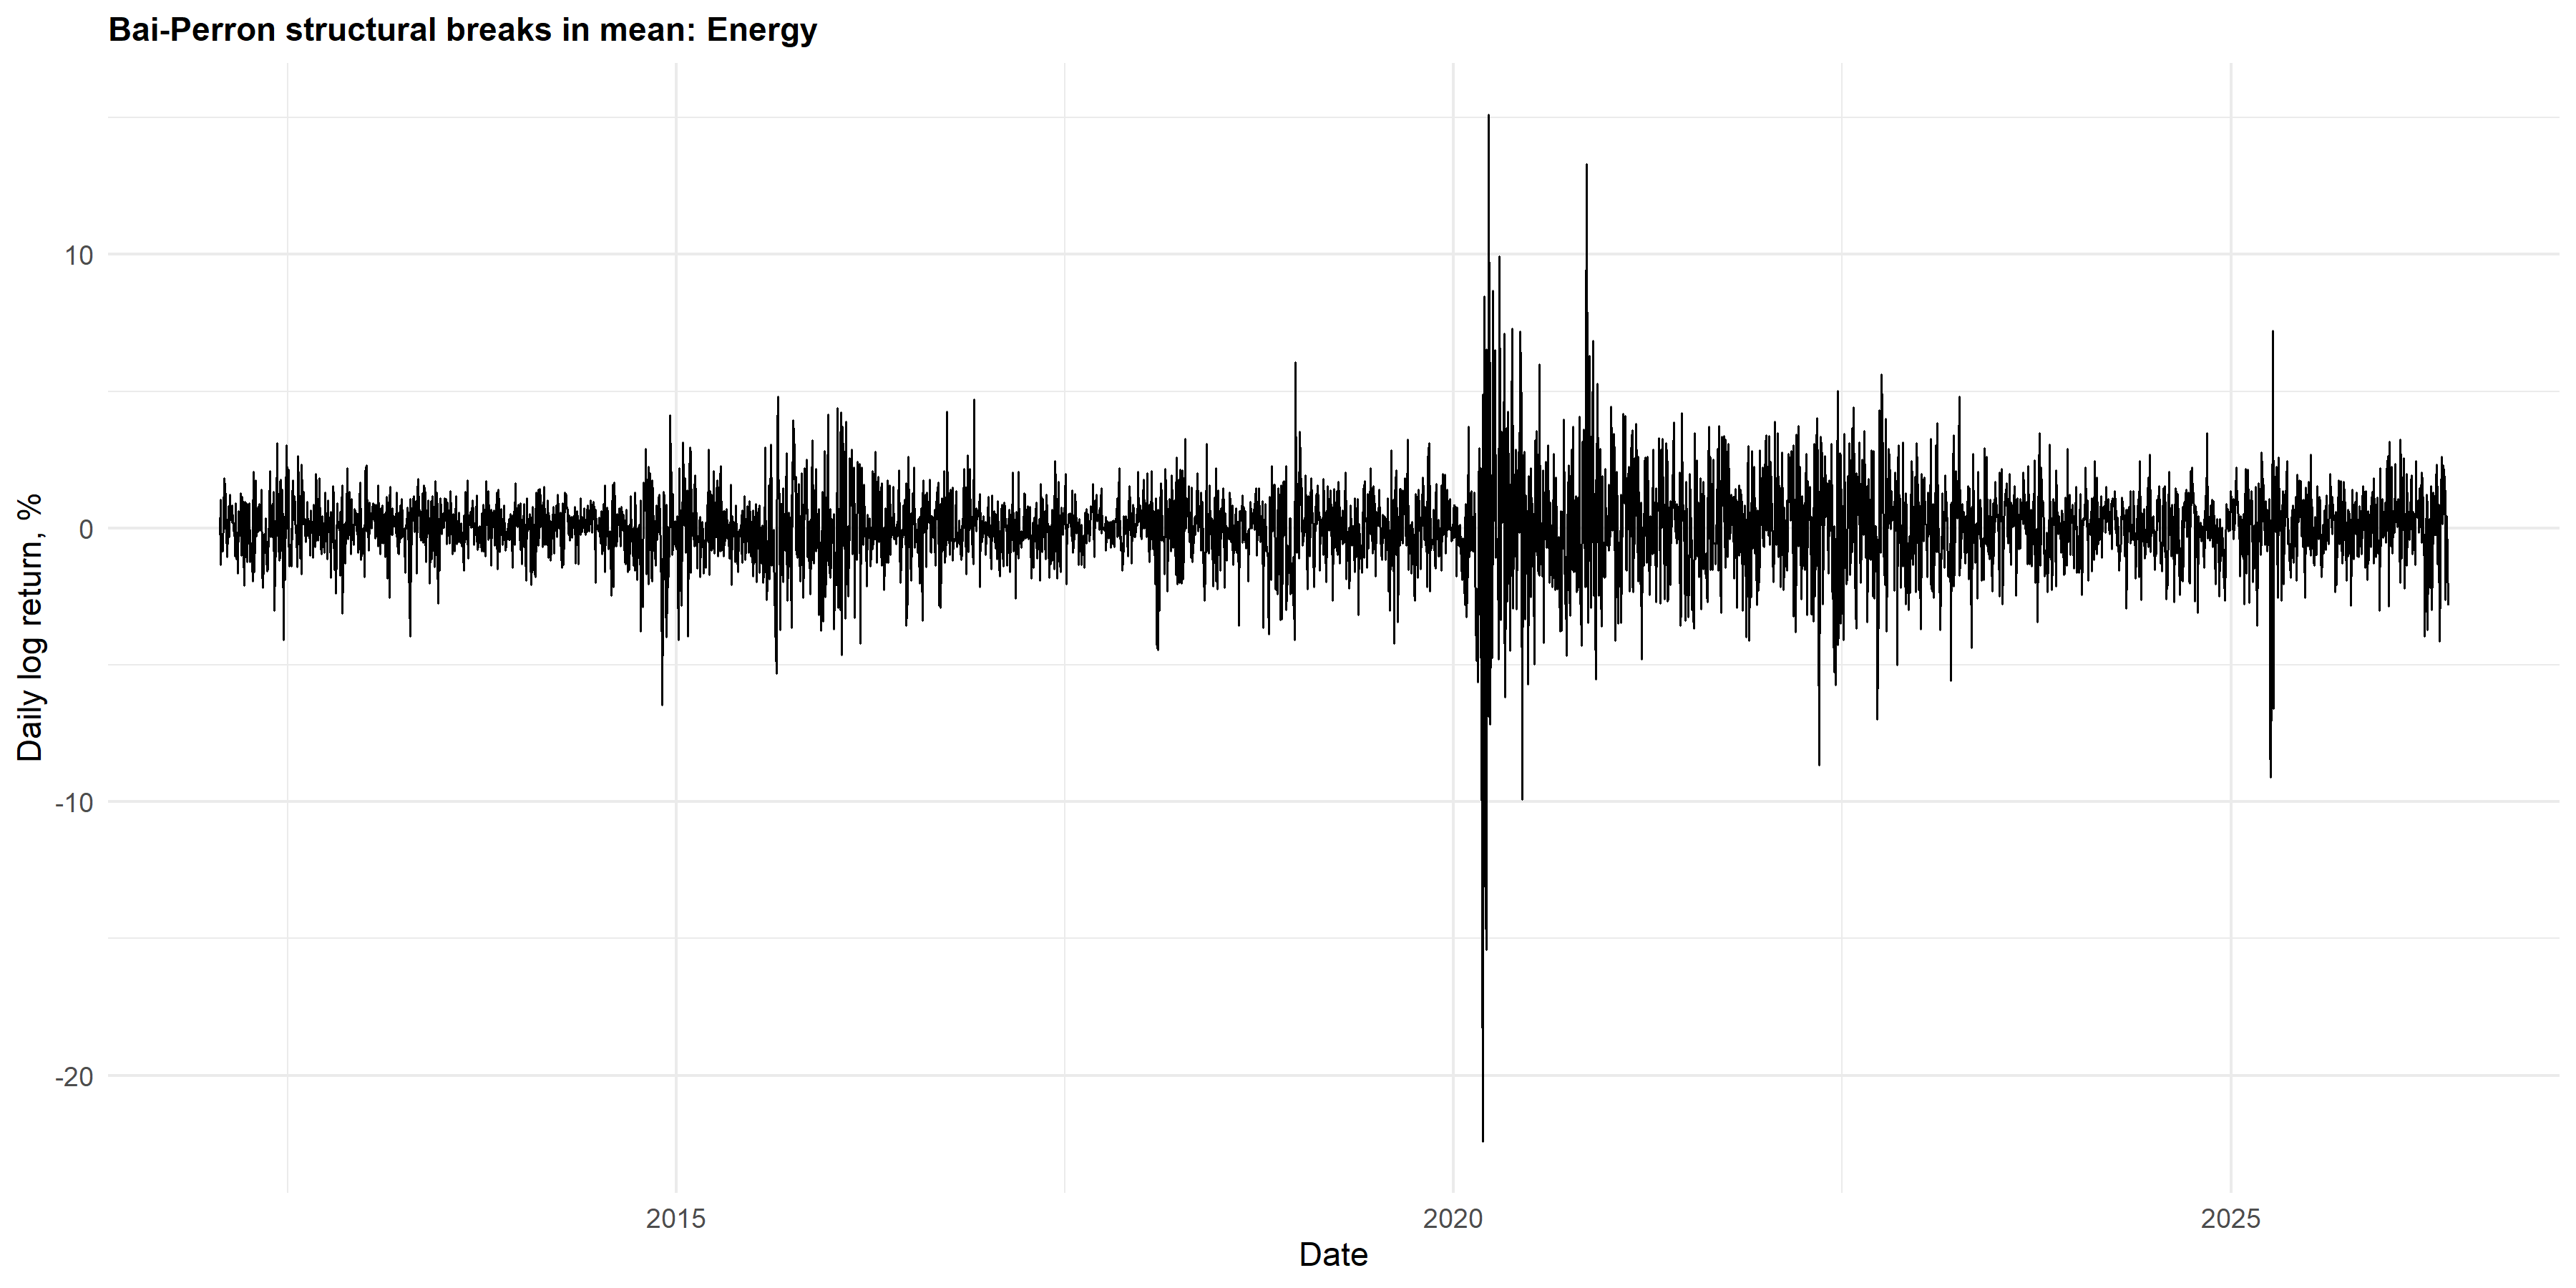 Bai-Perron structural breaks in mean: Energy
Daily log return, %
10
0
-10
-20
2015
2020
2025
Date